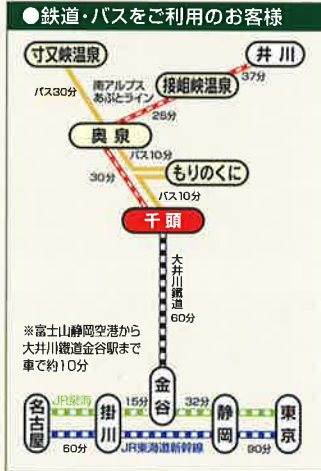 ●鉄道・バスをご利用のお客様
寸又峡温泉
井川
37分
南アルプス
あぷとライン
接岨峡温泉
バス30分
25分
奥泉
バス10分
もりのくに
30分
バス10分
千頭
大井川鐵道
60分
※富士山静岡空港から
大井川鐵道金谷駅まで
車で約10分
金谷
JR東海
15分
32分
名古屋
掛川
静岡
東京
60分
JR東海道新幹線
90分